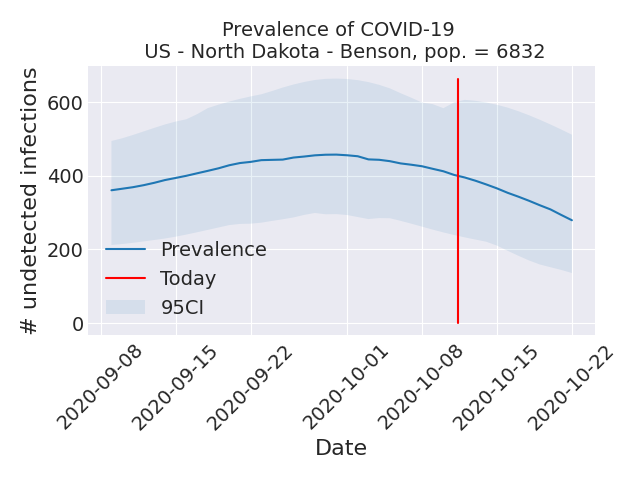 Prevalence of COVID-19
US - North Dakota - Benson, pop. = 6832
# undetected infections
600
400
200
0
Prevalence
Today
95CI
2020-09-08
2020-09-15
2020-09-22
2020-10-01
2020-10-08
2020-10-15
2020-10-22
Date